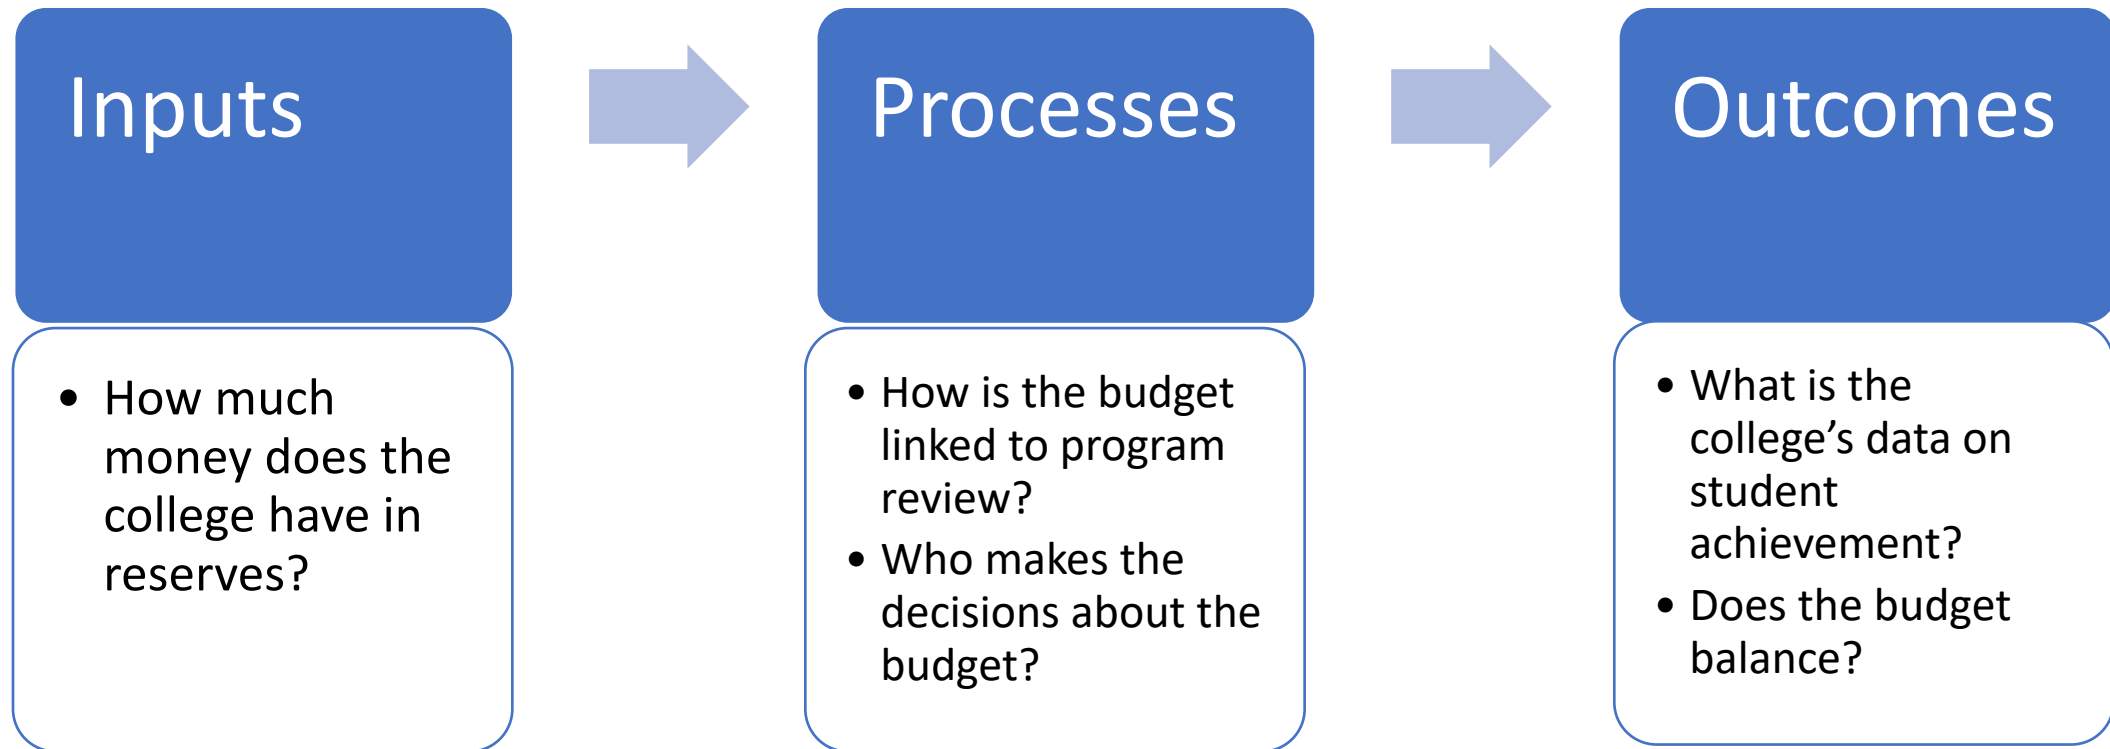 Inputs
• How much
money does the
college have in
reserves?
Processes
• How is the budget
linked to program
review?
• Who makes the
decisions about the
budget?
Outcomes
• What is the
college’s data on
student
achievement?
• Does the budget
balance?